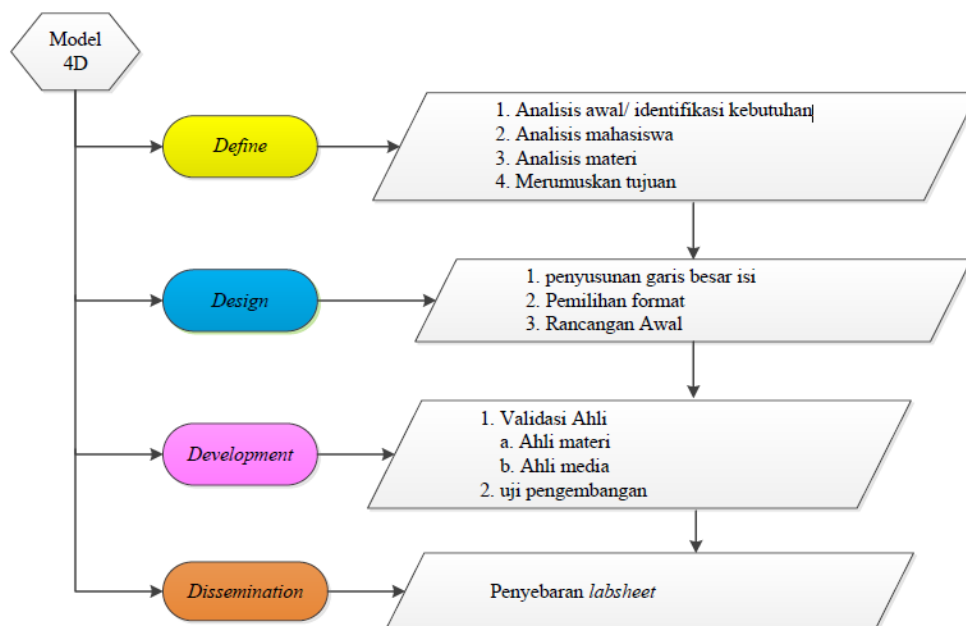 Model
4D
Define
1. Analisis awal/ identifikasi kebutuhan
2. Analisis mahasiswa
3. Analisis materi
4. Merumuskan tujuan
Design
1. penyusunan garis besar isi
2. Pemilihan format
3. Rancangan Awal
Development
1. Validasi Ahli
a. Ahli materi
b. Ahli media
2. uji pengembangan
Dissemination
Penyebaran labsheet